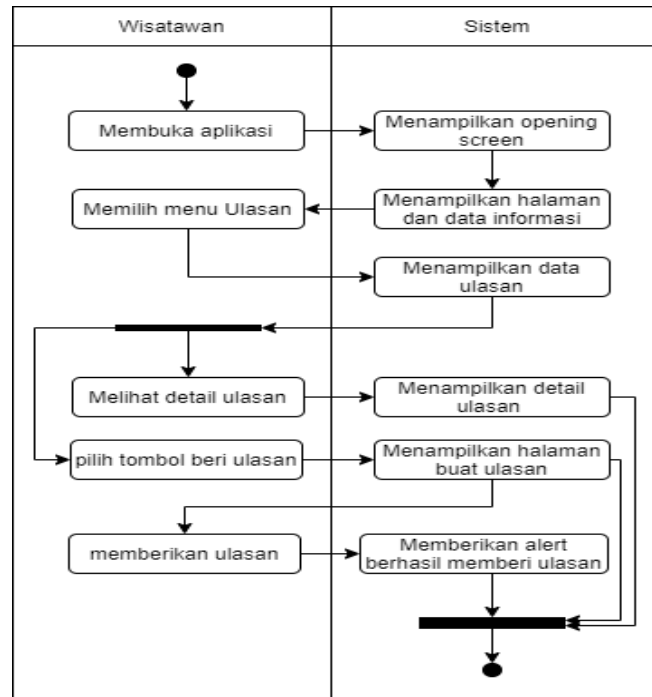 Wisatawan
Sistem
Membuka aplikasi
Menampilkan opening
screen
Memilih menu Ulasan
Menampilkan halaman
dan data informasi
Menampilkan data
ulasan
Melihat detail ulasan
Menampilkan detail
ulasan
pilih tombol beri ulasan
Menampilkan halaman
buat ulasan
memberikan ulasan
Memberikan alert
berhasil memberi ulasan